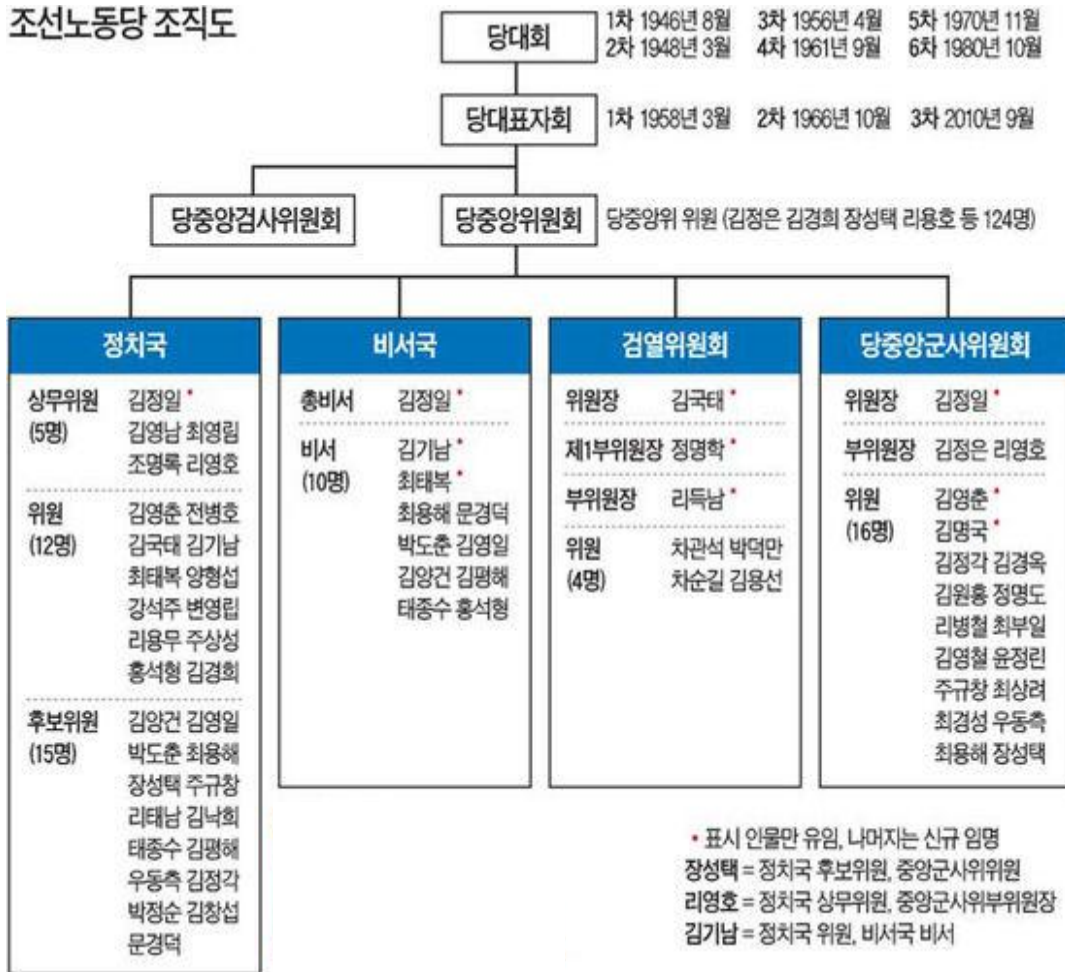 조선노동당 조직도
당대회
1차 1946년 8월 3차 1956년 4월 5차 1970년 11월
2차 1948년 3월 4차 1961년 9월 6차 1980년 10월
당대표자회
1차 1958년 3월 2차 1966년 10월 3차 2010년 9월
당중앙검사위원회
당중앙위원회
당중앙위 위원 (김정은 김경희 장성택 리용호 등 124명)
정치국
상무위원 김정일 *
(5명) 김영남 최영림
조명록 리영호
위원 김영춘 전병호
(12명) 김국태 김기남
최태복 양형섭
강석주 변영립
리용무 주상성
홍석형 김경희
후보위원 김양건 김영일
(15명) 박도춘 최용해
장성택 주규창
리태남 김낙희
태종수 김평해
우동측 김정각
박정순 김창섭
문경덕
비서국
총비서 김정일 *
비서 김기남 *
(10명) 최태복 *
최용해 문경덕
박도춘 김영일
김양건 김평해
태종수 홍석형
검열위원회
위원장 김국태 *
제1부위원장 정명학 *
부위원장 리득남 *
위원 차관석 박덕만
(4명) 차순길 김용선
당중앙군사위원회
위원장 김정일 *
부위원장 김정은 리영호
위원 김영춘 *
(16명) 김명국 *
김정각 김경옥
김원홍 정명도
리병철 최부일
김영철 윤정린
주규창 최상려
최경성 우동측
최용해 장성택
* 표시 인물만 유임, 나머지는 신규 임명
장성택 = 정치국 후보위원, 중앙군사위위원
리영호 = 정치국 상무위원, 중앙군사위부위원장
김기남 = 정치국 위원, 비서국 비서